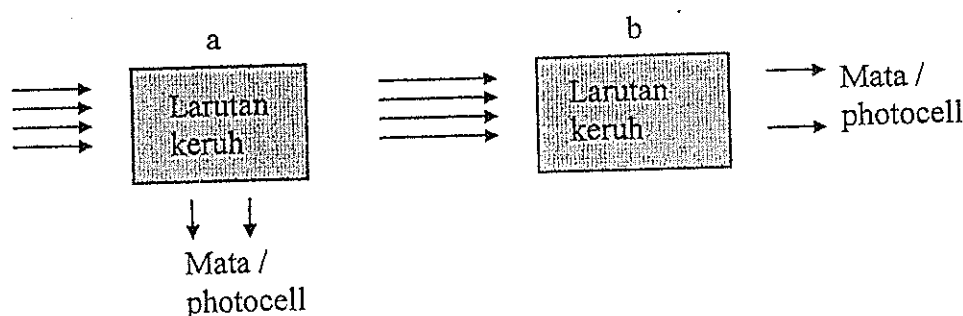 a
Larutan
keruh
Mata /
photocell
b
Larutan
keruh
Mata /
photocell